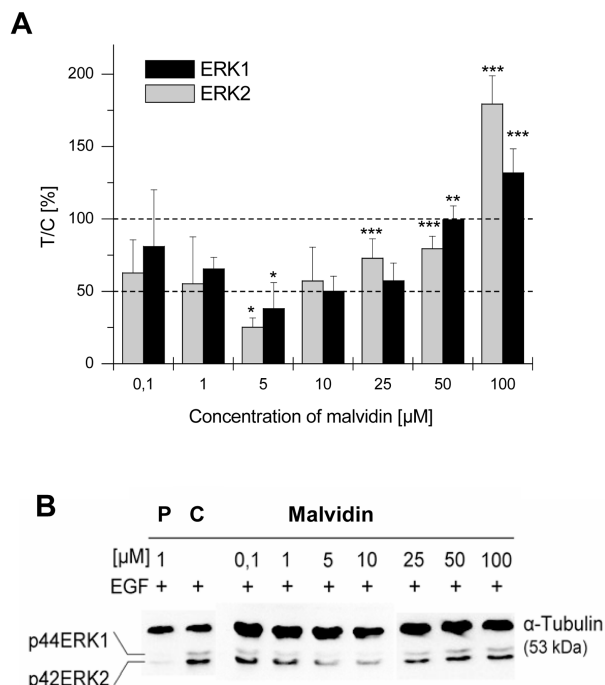 A
ERK1
ERK2
200
150
100
50
0
T/C [%]
***
***
**
***
***
*
*
0,1 1 5 10 25 50 100
Concentration of malvidin [µM]
B
P C Malvidin
[µM] 1 0,1 1 5 10 25 50 100
EGF + + + + + + + + +
p44ERK1
p42ERK2
α-Tubulin
(53 kDa)